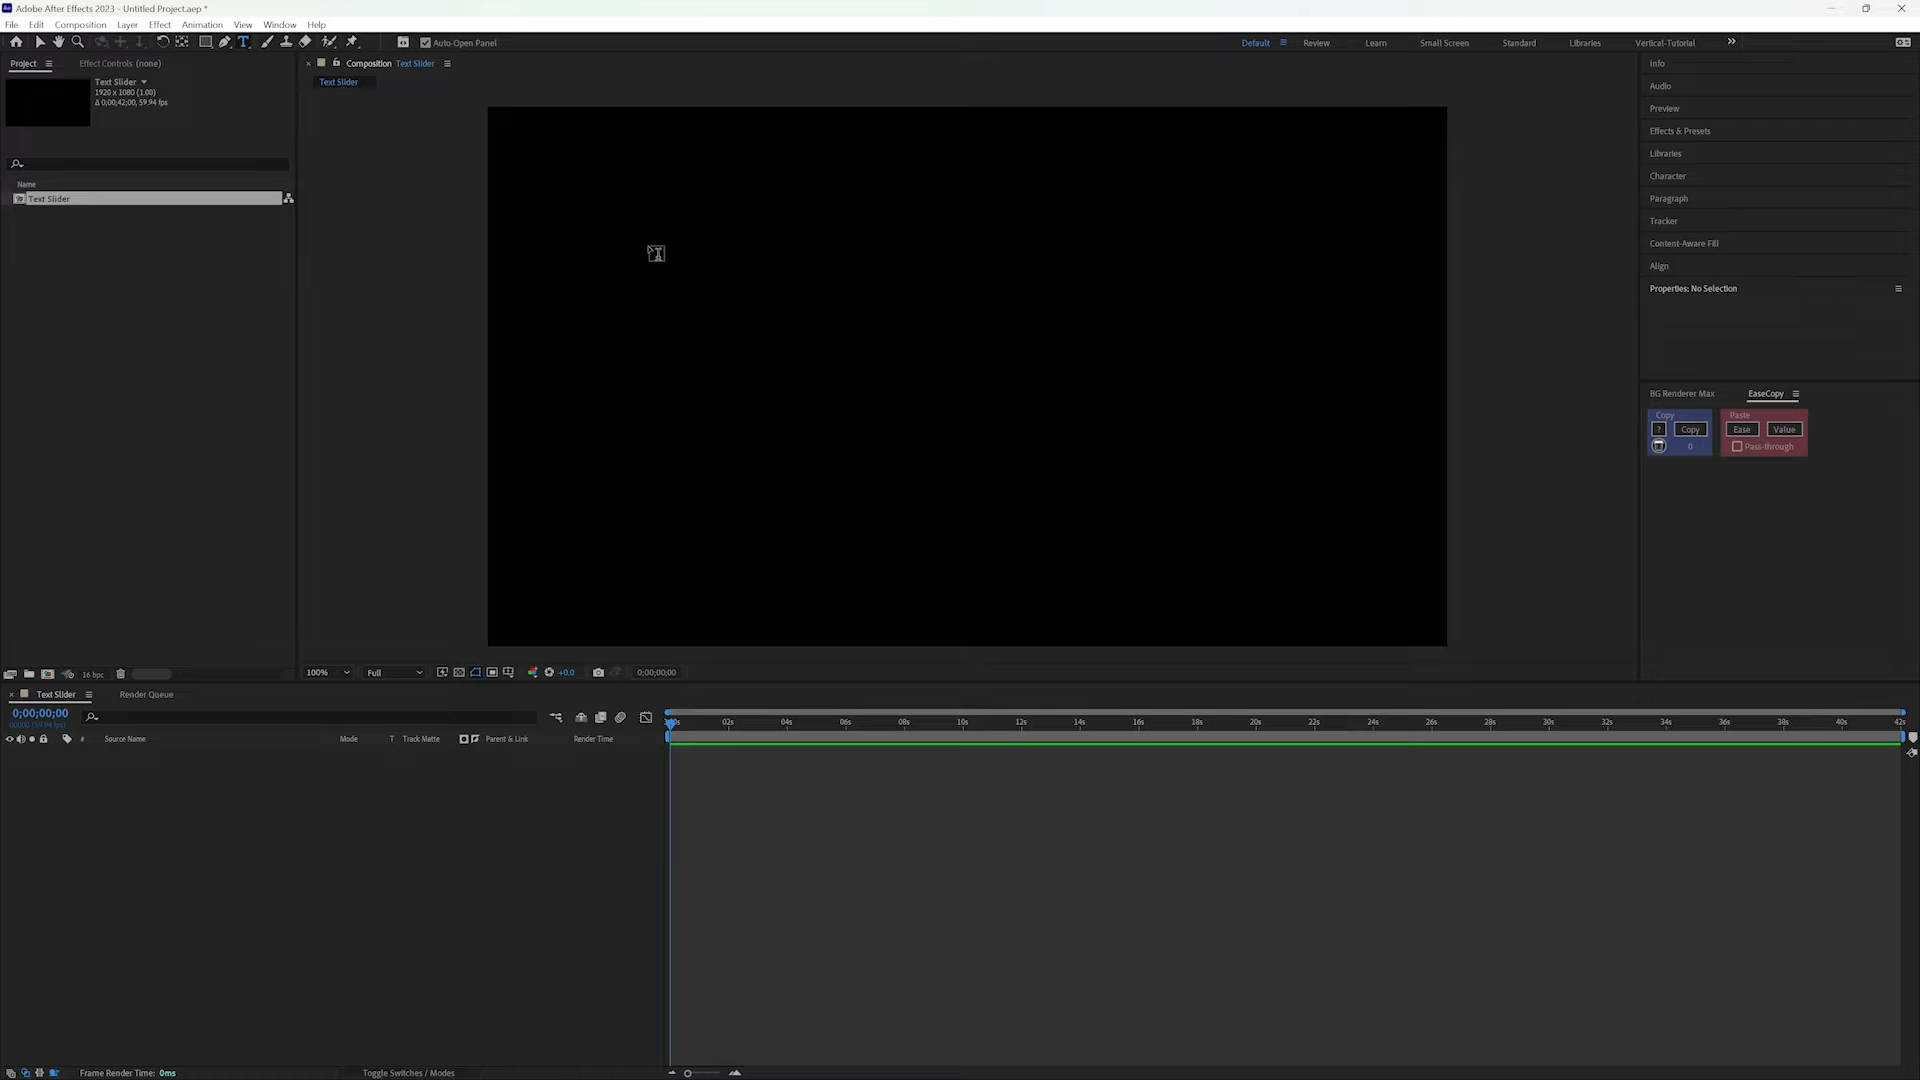 Adobe After Effects 2023 - Untitled Project.aep *
File Edit Composition Layer Effect Animation View Window Help
Auto-Open Panel
Default Review Learn Small Screen Standard Libraries Vertical-Tutorial
Project Effect Controls (none)
Composition Text Slider
Text Slider
1920 x 1080 (1.00)
Δ 0;00;42;00, 59.94 fps
Text Slider
Name
Text Slider
Info
Audio
Preview
Effects & Presets
Libraries
Character
Paragraph
Tracker
Content-Aware Fill
Align
Properties: No Selection
BG Renderer Max EaseCopy
Copy Paste
? Copy Ease Value
0 Pass-through
16 bpc
100% Full +0.0 0;00;00;00
Text Slider Render Queue
0;00;00;00
00000 (59.94 fps)
02s 04s 06s 08s 10s 12s 14s 16s 18s 20s 22s 24s 26s 28s 30s 32s 34s 36s 38s 40s 42s
# Source Name Mode T Track Matte Parent & Link Render Time
Frame Render Time: 0ms Toggle Switches / Modes